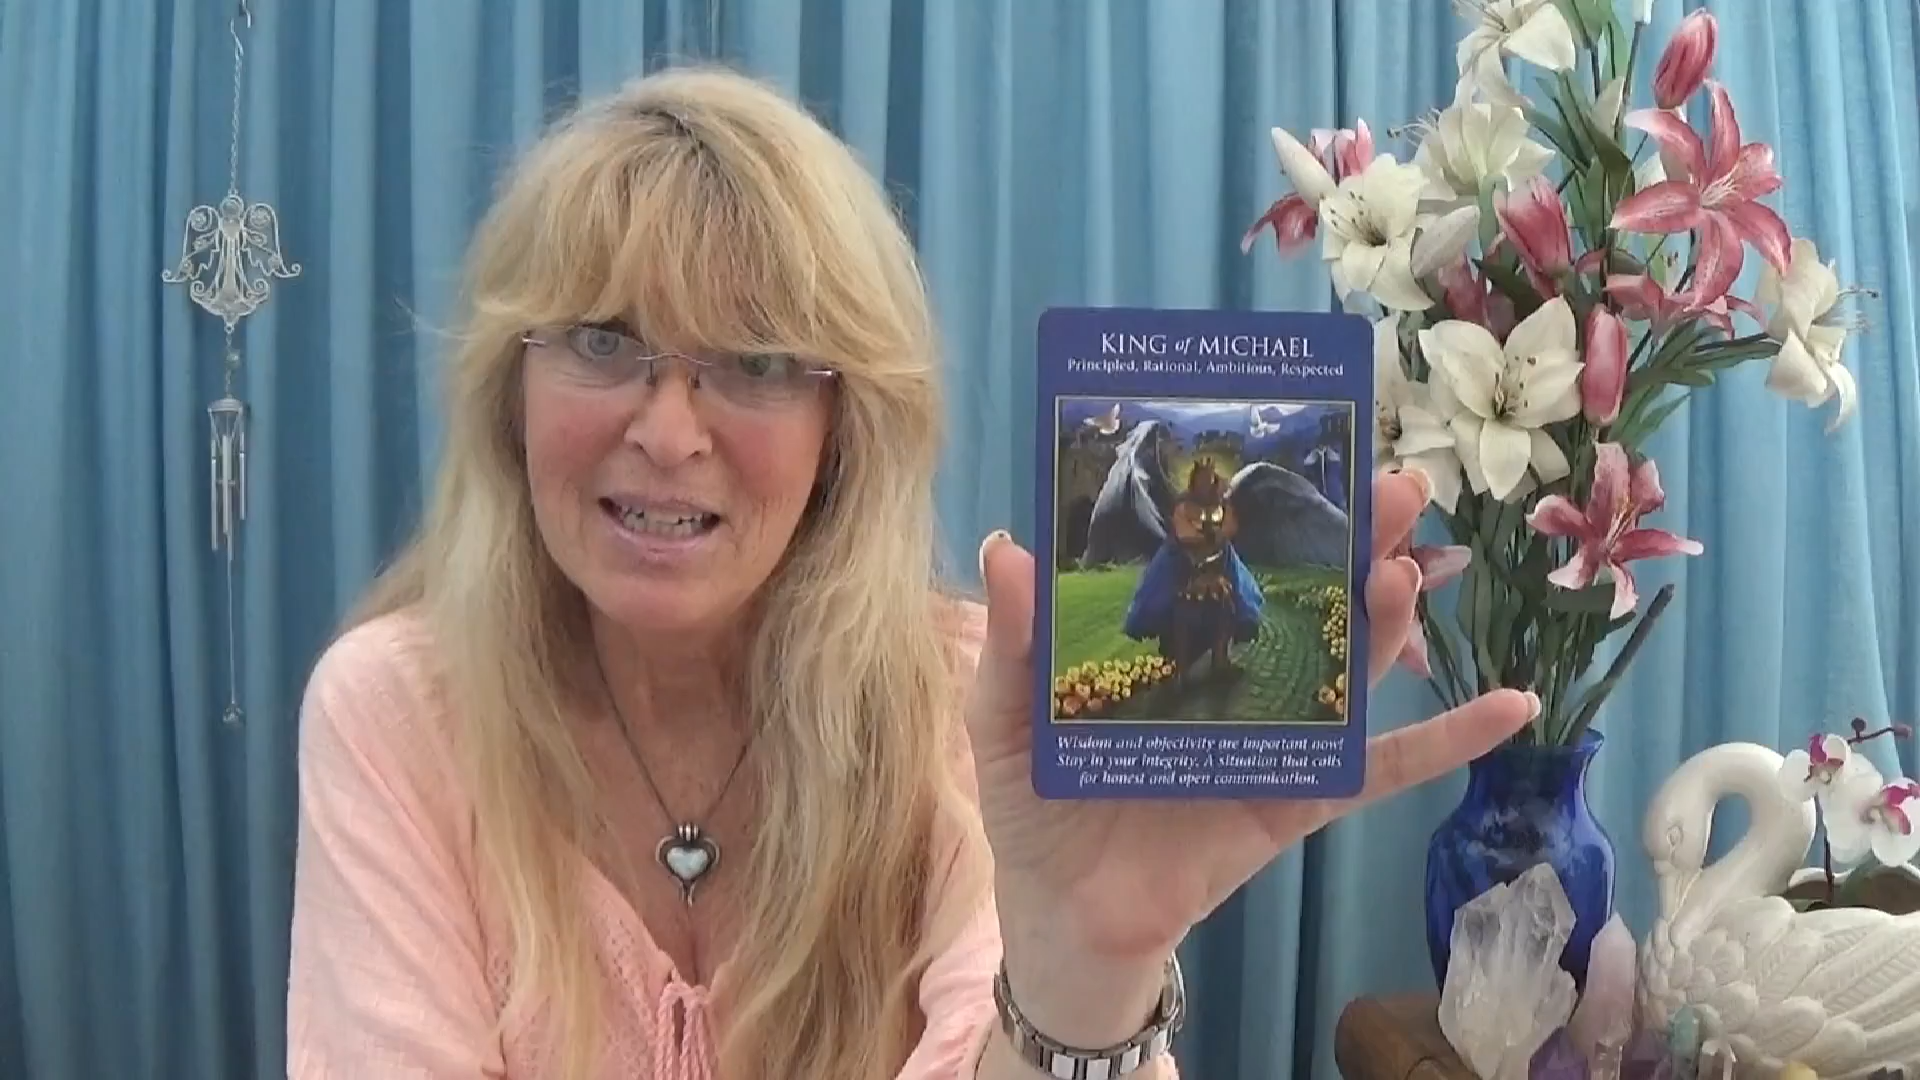 KING of MICHAEL
Principled, Rational, Ambitious, Respected
Wisdom and objectivity are important now!
Stay in your integrity. A situation that calls
for honest and open communication.